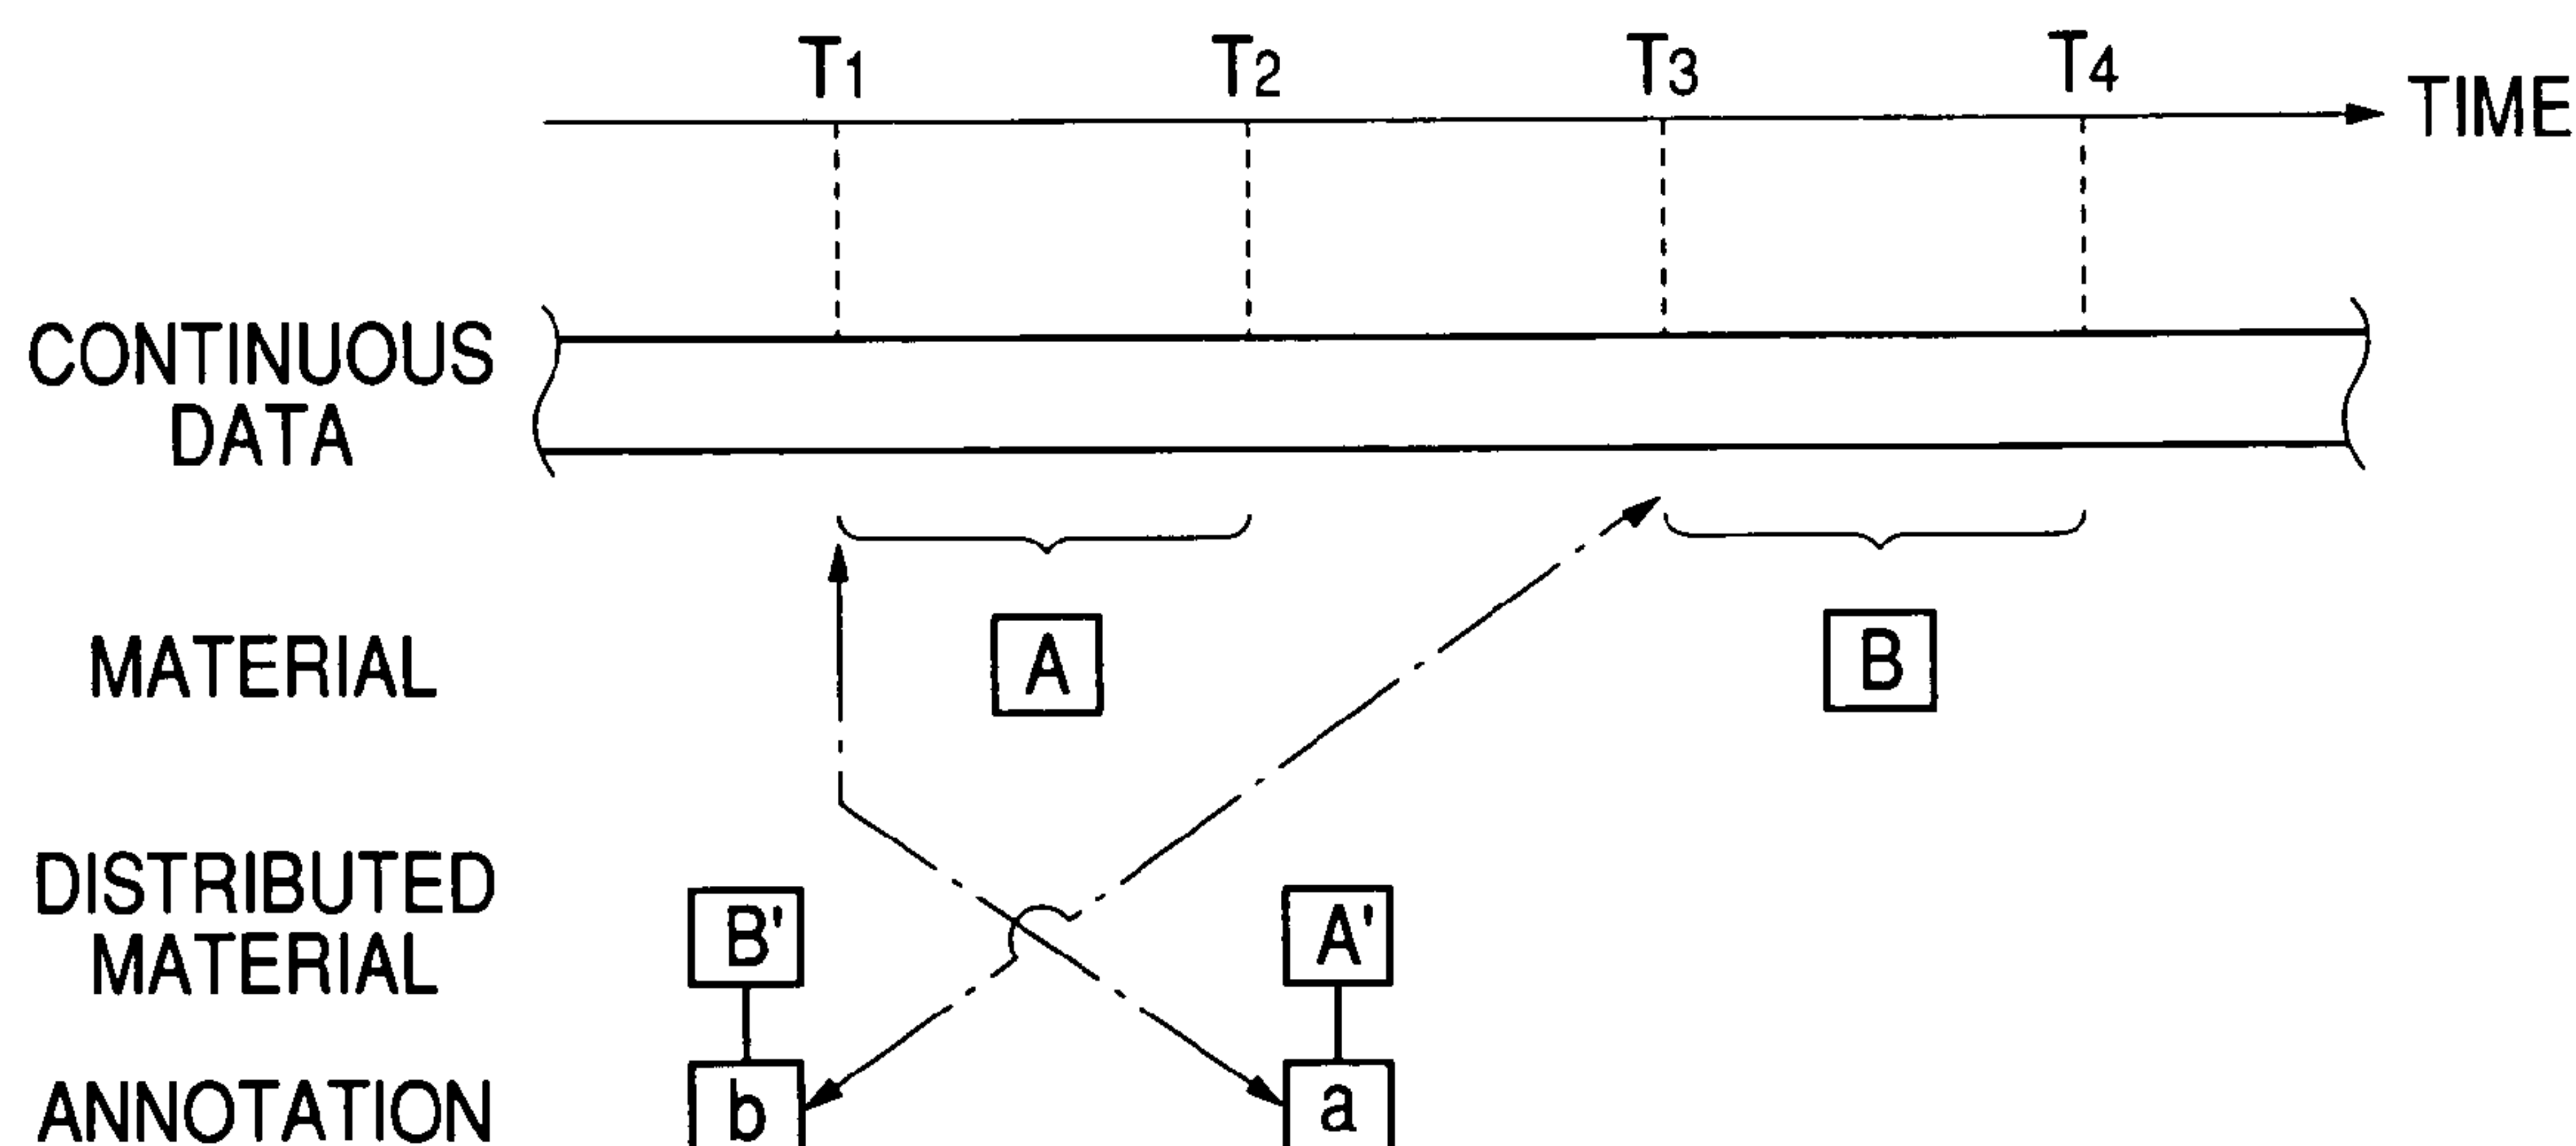 T1 T2 T3 T4
TIME
CONTINUOUS
DATA
MATERIAL
A B
DISTRIBUTED
MATERIAL
B' A'
ANNOTATION
b a